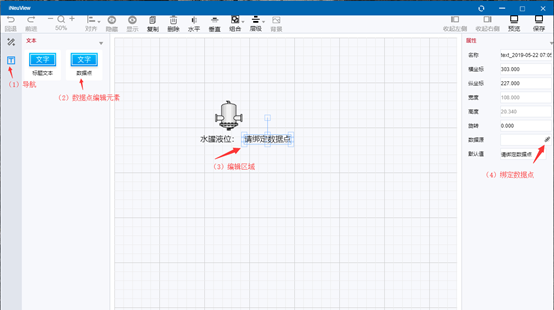 iNeuView
回退 前进 50% 对齐 隐藏 显示 复制 删除 水平 垂直 组合 层级 背景 收起左侧 收起右侧 预览 保存
文本
文字 文字
标题文本 数据点
(1)导航
(2)数据点编辑元素
水罐液位： 请绑定数据点
(3)编辑区域
属性
名称 text_2019-05-22 07:05
横坐标 303.000
纵坐标 227.000
宽度 108.000
高度 29.340
旋转 0.000
数据源
默认值 请绑定数据点
(4)绑定数据点